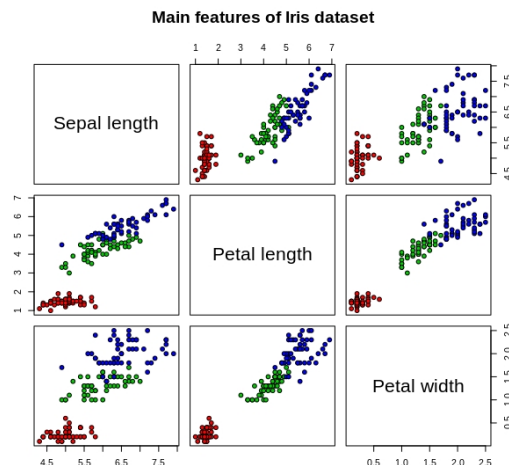 Main features of Iris dataset
1 2 3 4 5 6 7
Sepal length
4.5 5.5 6.5 7.5
1 2 3 4 5 6 7
Petal length
Petal width
0.5 1.0 1.5 2.0 2.5
4.5 5.5 6.5 7.5
0.5 1.0 1.5 2.0 2.5